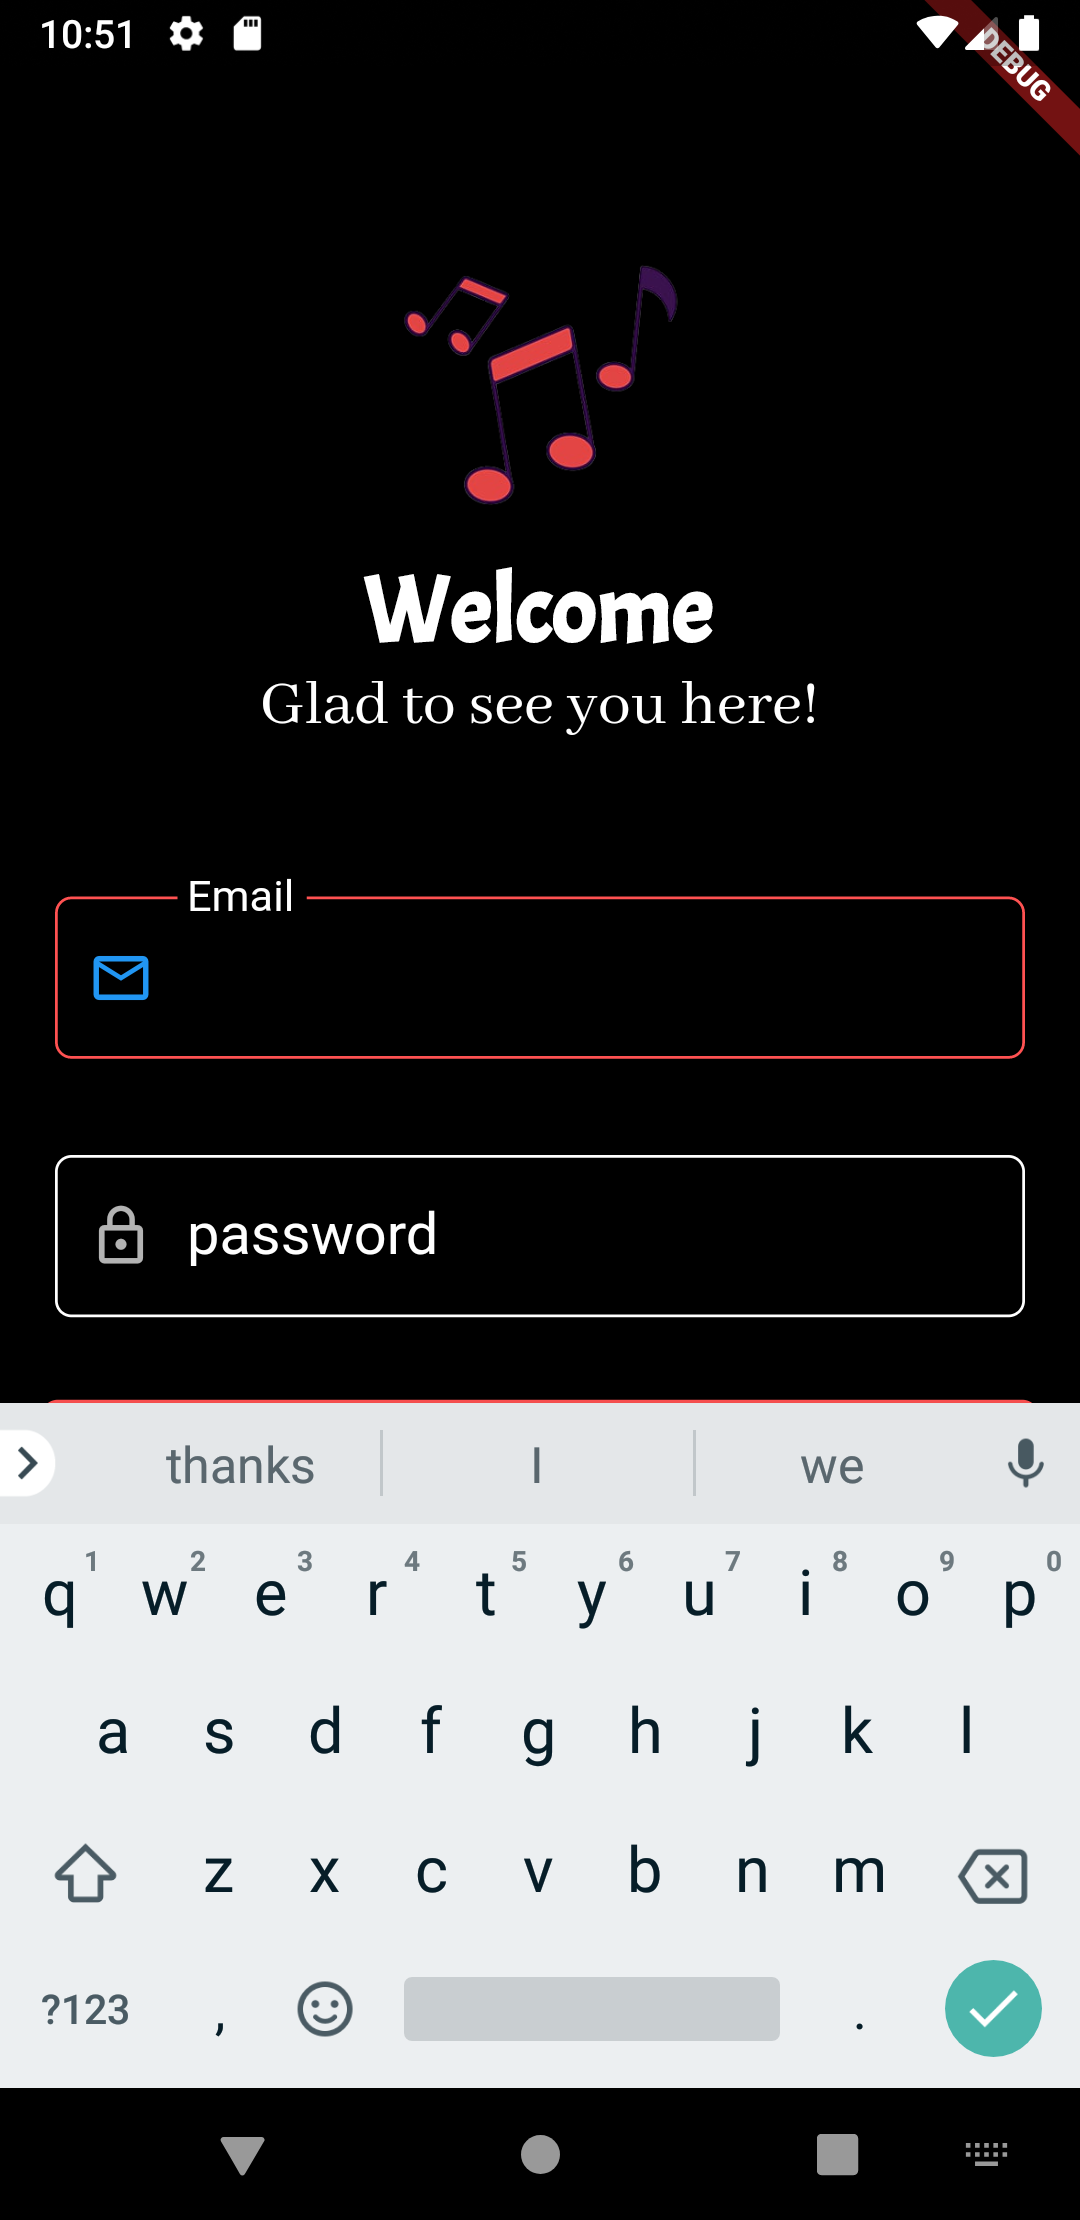 10:51
DEBUG
Welcome
Glad to see you here!
Email
password
thanks I we
1 2 3 4 5 6 7 8 9 0
q w e r t y u i o p
a s d f g h j k l
z x c v b n m
?123 , .